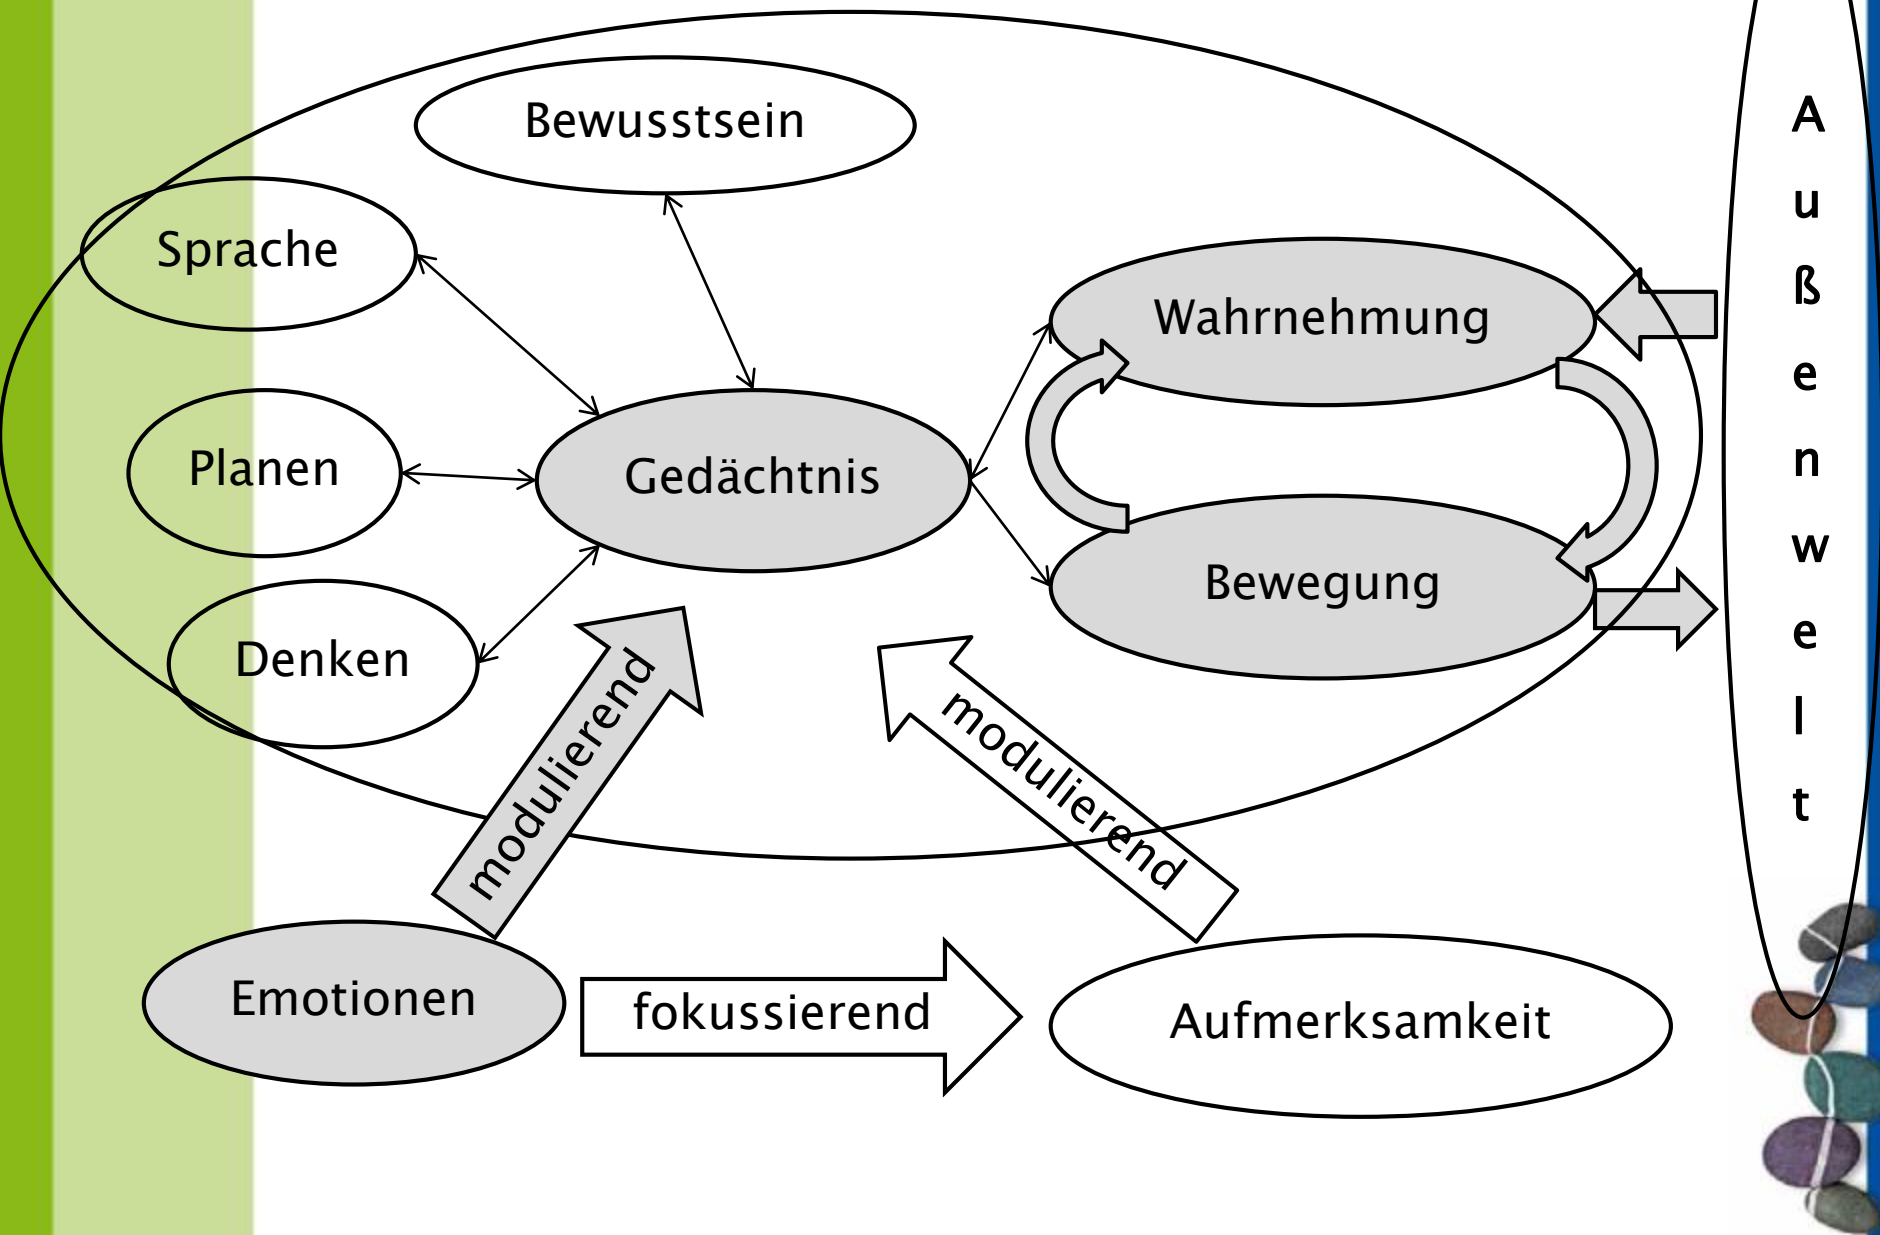 Bewusstsein
Sprache
Wahrnehmung
Planen
Gedächtnis
Bewegung
Denken
modulierend
modulierend
Emotionen
fokussierend
Aufmerksamkeit
A
u
ß
e
n
w
e
l
t